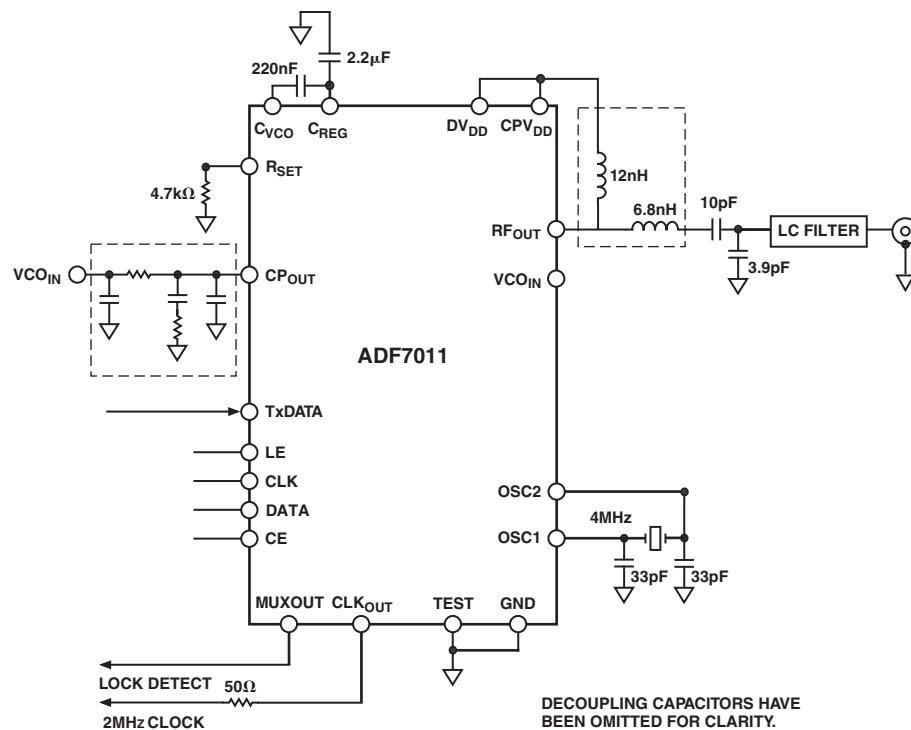 2.2µF
220nF
CVCO
CREG
DVDD
CPVDD
RSET
4.7kΩ
12nH
6.8nH
10pF
RFOUT
LC FILTER
3.9pF
VCOIN
CPOUT
VCOIN
ADF7011
TxDATA
LE
CLK
DATA
CE
OSC2
4MHz
OSC1
33pF
33pF
MUXOUT
CLKOUT
TEST
GND
LOCK DETECT
50Ω
2MHz CLOCK
DECOUPLING CAPACITORS HAVE
BEEN OMITTED FOR CLARITY.